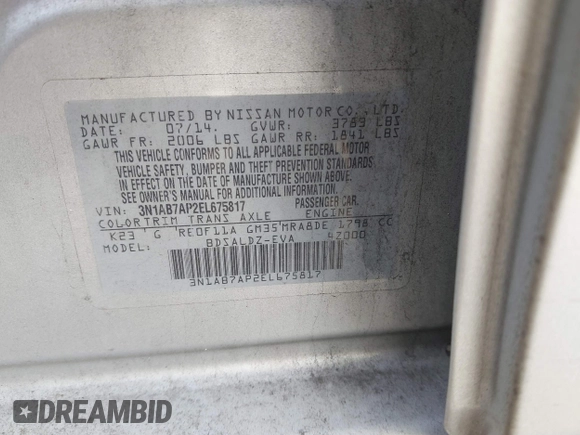 MANUFACTURED BY NISSAN MOTOR CO., LTD.
DATE: 07/14. GVWR: 3763 LBS
GAWR FR: 2006 LBS GAWR RR: 1841 LBS
THIS VEHICLE CONFORMS TO ALL APPLICABLE FEDERAL MOTOR
VEHICLE SAFETY, BUMPER AND THEFT PREVENTION STANDARDS
IN EFFECT ON THE DATE OF MANUFACTURE SHOWN ABOVE.
SEE OWNER'S MANUAL FOR ADDITIONAL INFORMATION.
VIN: 3N1AB7AP2EL675817 PASSENGER CAR.
COLOR TRIM TRANS AXLE ENGINE
K23 G RE0F11A GM35 MRA8DE 1798 CC
MODEL: BDSALDZ-EVA 42000
3N1AB7AP2EL675817
DREAMBID